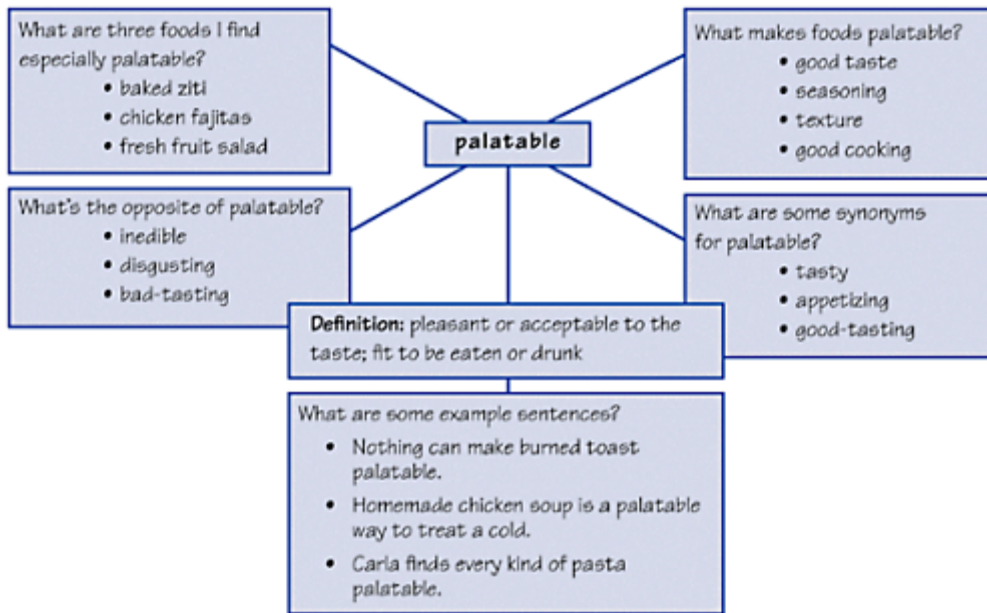 What are three foods I find
especially palatable?
• baked ziti
• chicken fajitas
• fresh fruit salad
What makes foods palatable?
• good taste
• seasoning
• texture
• good cooking
palatable
What's the opposite of palatable?
• inedible
• disgusting
• bad-tasting
What are some synonyms
for palatable?
• tasty
• appetizing
• good-tasting
Definition: pleasant or acceptable to the
taste; fit to be eaten or drunk
What are some example sentences?
• Nothing can make burned toast
palatable.
• Homemade chicken soup is a palatable
way to treat a cold.
• Carla finds every kind of pasta
palatable.